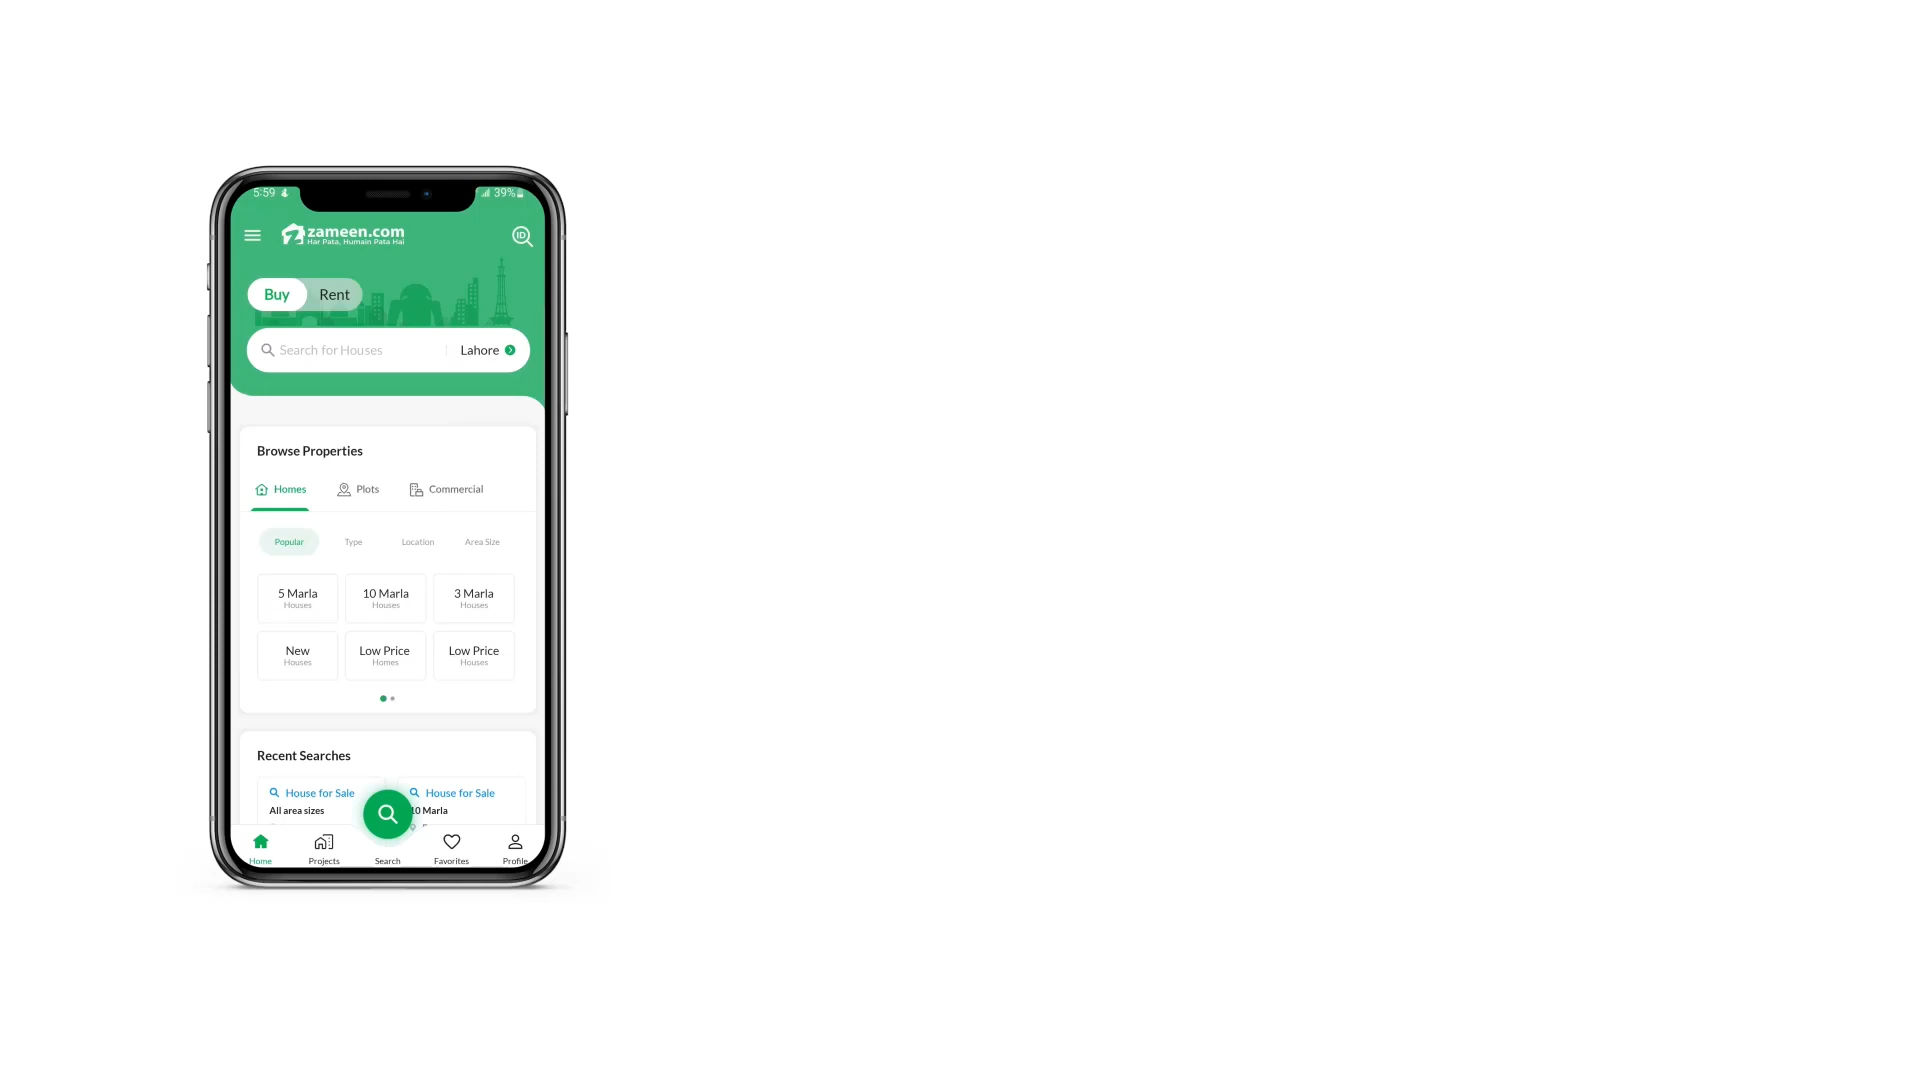 5:59
39%
zameen.com
Har Pata, Humain Pata Hai
ID
Buy Rent
Search for Houses Lahore
Browse Properties
Homes Plots Commercial
Popular Type Location Area Size
5 Marla 10 Marla 3 Marla
Houses Houses Houses
New Low Price Low Price
Houses Homes Houses
Recent Searches
House for Sale House for Sale
All area sizes 10 Marla
Home Projects Search Favorites Profile